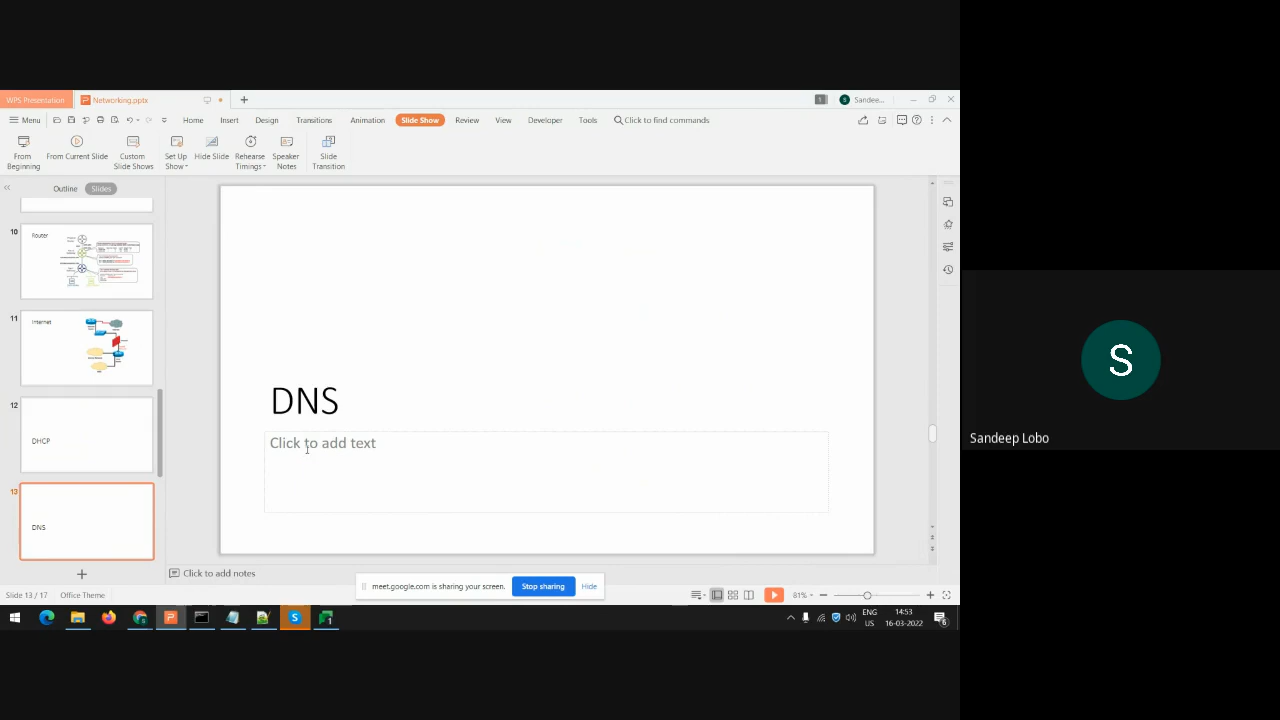 WPS Presentation
Networking.pptx
1
S
Sandee...
Menu
Home
Insert
Design
Transitions
Animation
Slide Show
Review
View
Developer
Tools
Click to find commands
From Beginning
From Current Slide
Custom Slide Shows
Set Up Show
Hide Slide
Rehearse Timings
Speaker Notes
Slide Transition
Outline
Slides
10
Router
11
Internet
12
DHCP
13
DNS
DNS
Click to add text
Click to add notes
meet.google.com is sharing your screen.
Stop sharing
Hide
Slide 13 / 17
Office Theme
81%
ENG
US
14:53
16-03-2022
S
Sandeep Lobo